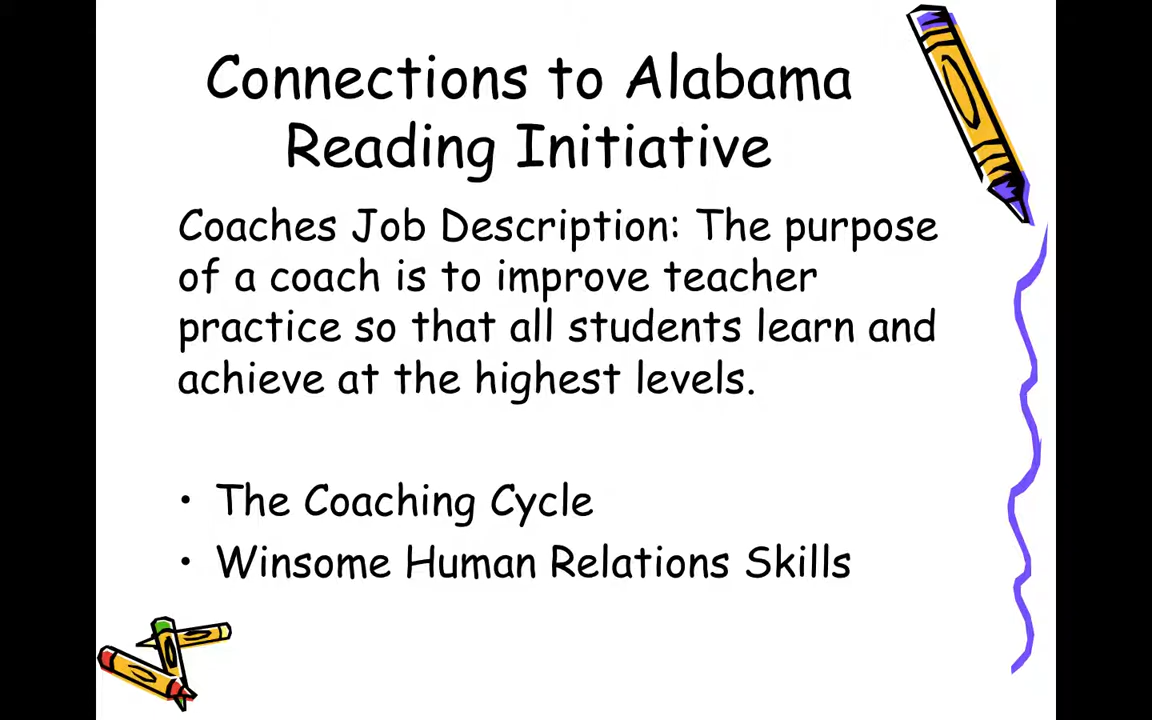 Connections to Alabama
Reading Initiative
Coaches Job Description: The purpose
of a coach is to improve teacher
practice so that all students learn and
achieve at the highest levels.
• The Coaching Cycle
• Winsome Human Relations Skills